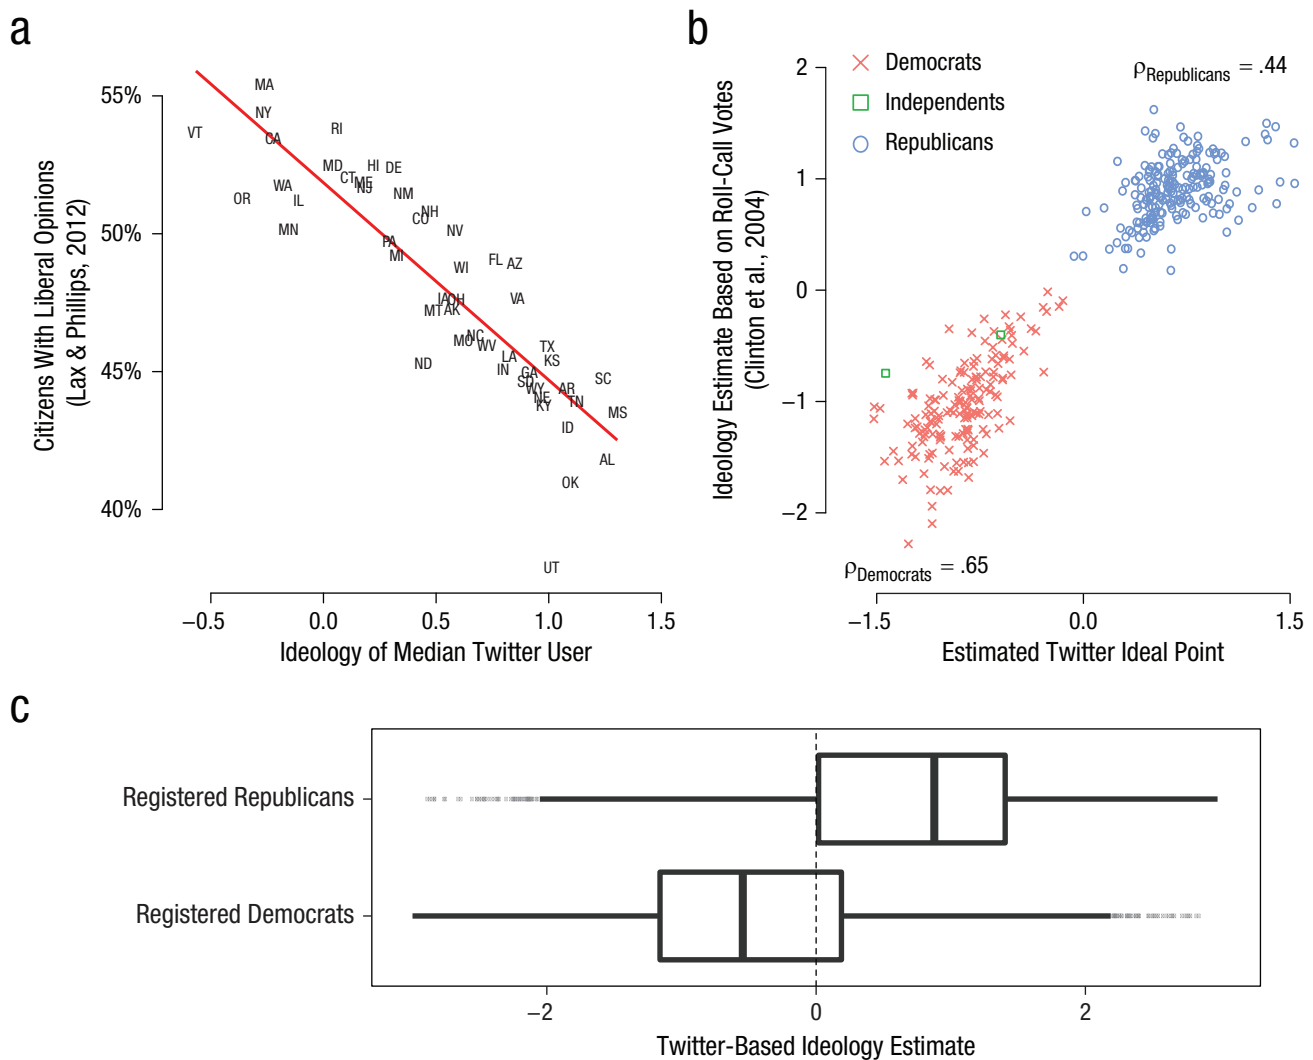 a
Citizens With Liberal Opinions
(Lax & Phillips, 2012)
55%
50%
45%
40%
MA
NY
VT
CA
RI
MD
HI
DE
CT
ME
NJ
WA
OR
IL
NM
MN
NH
CO
NV
PA
MI
FL
AZ
WI
IA
OH
VA
MT
AK
NC
MO
WV
TX
ND
LA
KS
IN
GA
SD
SC
WY
AR
NE
TN
KY
MS
ID
AL
OK
UT
−0.5
0.0
0.5
1.0
1.5
Ideology of Median Twitter User
b
Ideology Estimate Based on Roll-Call Votes
(Clinton et al., 2004)
2
1
0
−1
−2
Democrats
Independents
Republicans
ρRepublicans = .44
ρDemocrats = .65
−1.5
0.0
1.5
Estimated Twitter Ideal Point
c
Registered Republicans
Registered Democrats
−2
0
2
Twitter-Based Ideology Estimate